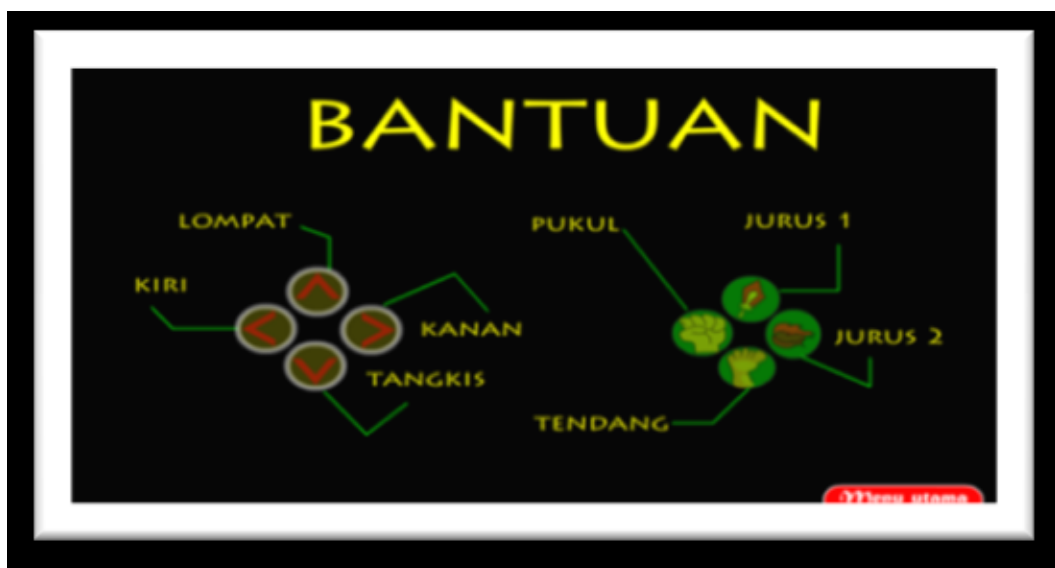 BANTUAN
LOMPAT
KIRI
KANAN
TANGKIS
PUKUL
JURUS 1
JURUS 2
TENDANG
Menu utama